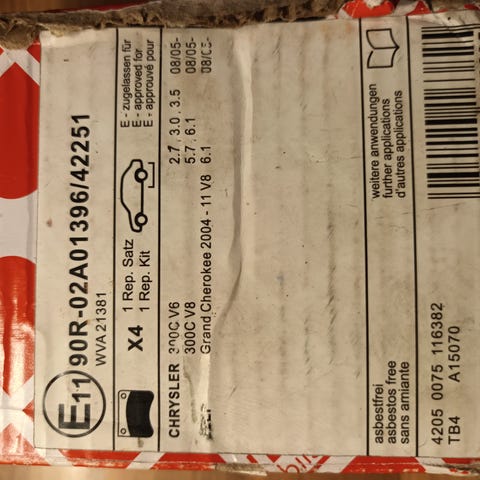 E11 90R-02A01396/42251
WVA 21381
X4
1 Rep. Satz
1 Rep. Kit
E - zugelassen für
E - approved for
E - approuvé pour
CHRYSLER 300C V6 2.7, 3.0, 3.5 08/05-
300C V8 5.7, 6.1 08/05-
Grand Cherokee 2004 - 11 V8 6.1 08/05-
asbestfrei
asbestos free
sans amiante
weitere anwendungen
further applications
d'autres applications
4205 0075 116382
TB4 A15070